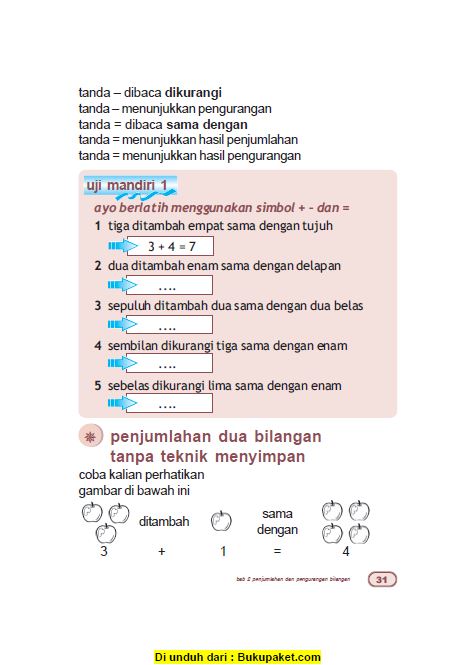 tanda – dibaca dikurangi
tanda – menunjukkan pengurangan
tanda = dibaca sama dengan
tanda = menunjukkan hasil penjumlahan
tanda = menunjukkan hasil pengurangan
uji mandiri 1
ayo berlatih menggunakan simbol + - dan =
1 tiga ditambah empat sama dengan tujuh
3 + 4 = 7
2 dua ditambah enam sama dengan delapan
....
3 sepuluh ditambah dua sama dengan dua belas
....
4 sembilan dikurangi tiga sama dengan enam
....
5 sebelas dikurangi lima sama dengan enam
....
penjumlahan dua bilangan
tanpa teknik menyimpan
coba kalian perhatikan
gambar di bawah ini
ditambah
sama
dengan
3 + 1 = 4
bab 2 penjumlahan dan pengurangan bilangan 31
Di unduh dari : Bukupaket.com